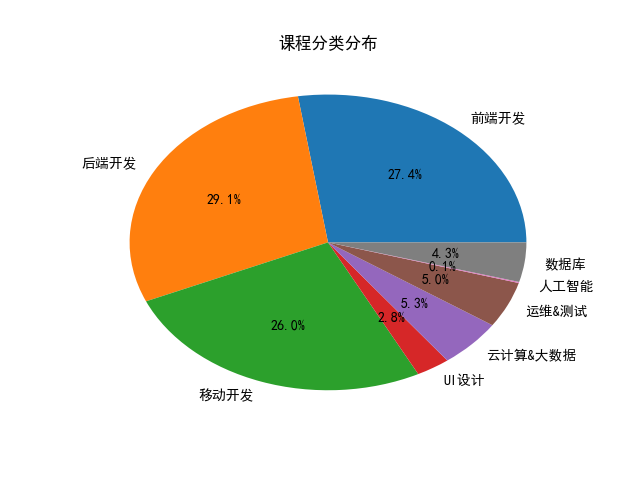 课程分类分布
前端开发
27.4%
后端开发
29.1%
移动开发
26.0%
UI设计
2.8%
云计算&大数据
5.3%
运维&测试
5.0%
人工智能
0.1%
数据库
4.3%